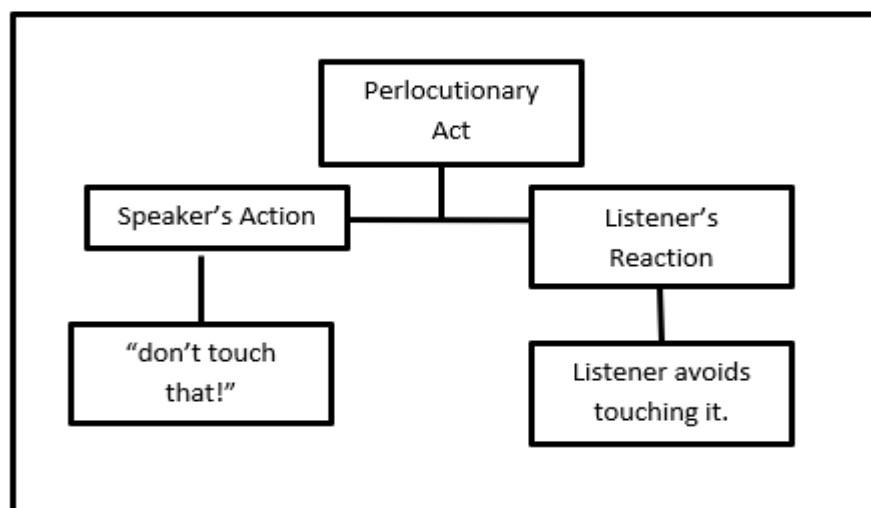 Perlocutionary
Act
Speaker’s Action
Listener’s
Reaction
“don’t touch
that!”
Listener avoids
touching it.